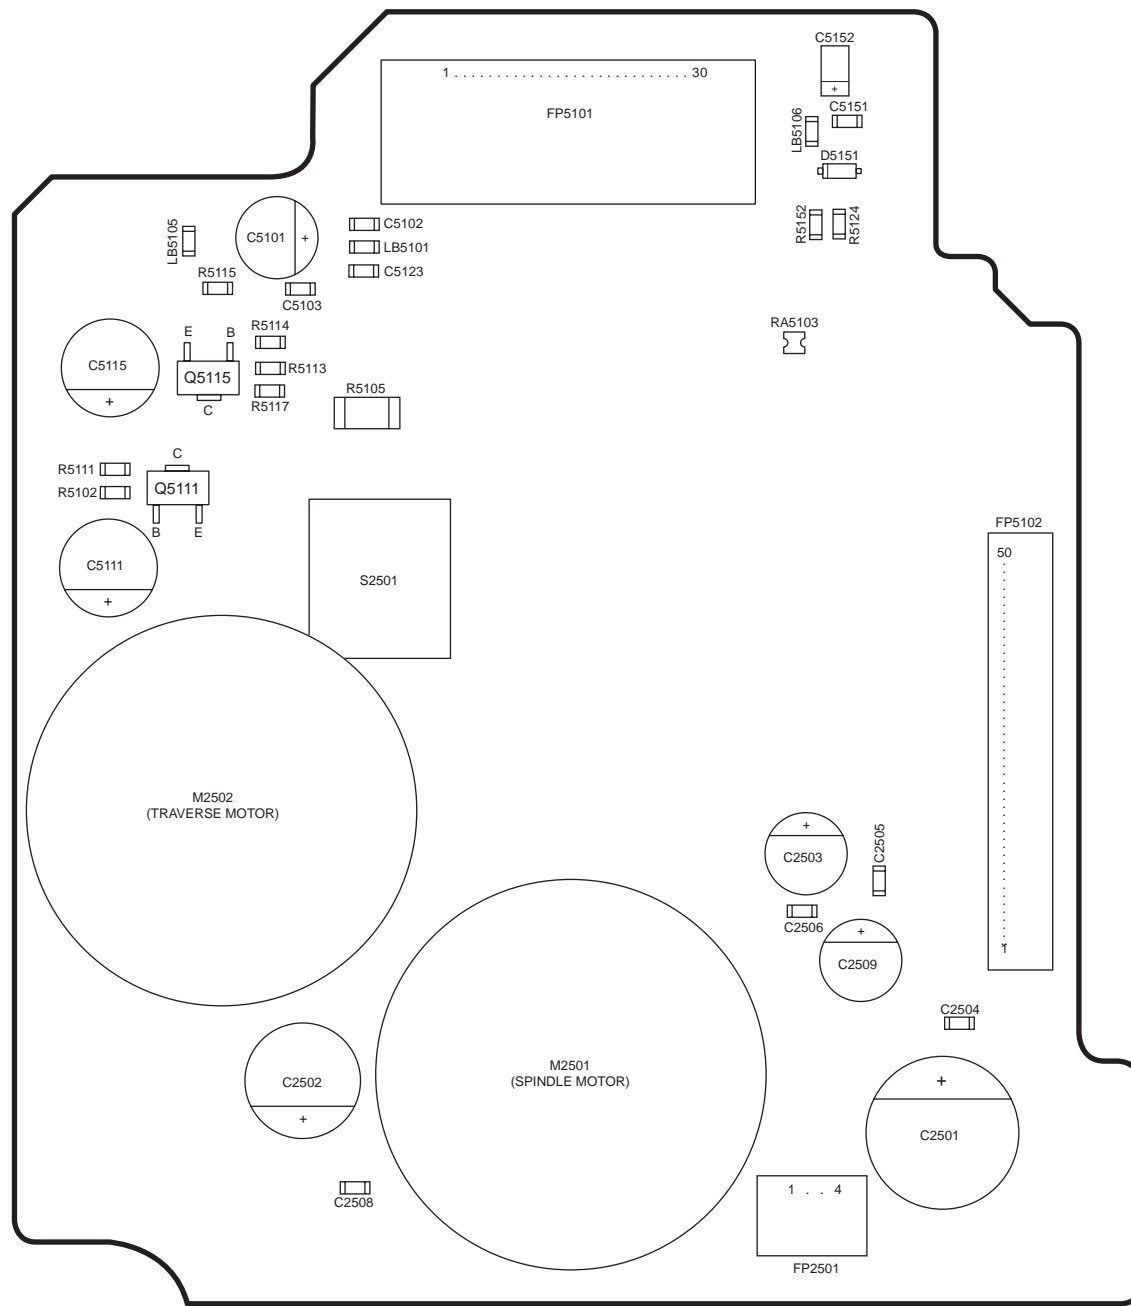 C5152
1 . . . . . . . . . . . . . . . . . . . . . . . . . . . . 30
+
FP5101
C5151
LB5106
D5151
R5152
R5124
C5102
LB5105
C5101
+
LB5101
C5123
R5115
C5103
RA5103
R5114
E
B
C5115
R5113
Q5115
+
R5117
C
R5105
C
R5111
R5102
Q5111
B
E
C5111
+
S2501
FP5102
50
1
M2502
(TRAVERSE MOTOR)
+
C2503
C2505
C2506
+
C2509
C2504
C2502
+
M2501
(SPINDLE MOTOR)
+
C2501
C2508
1 . . 4
FP2501